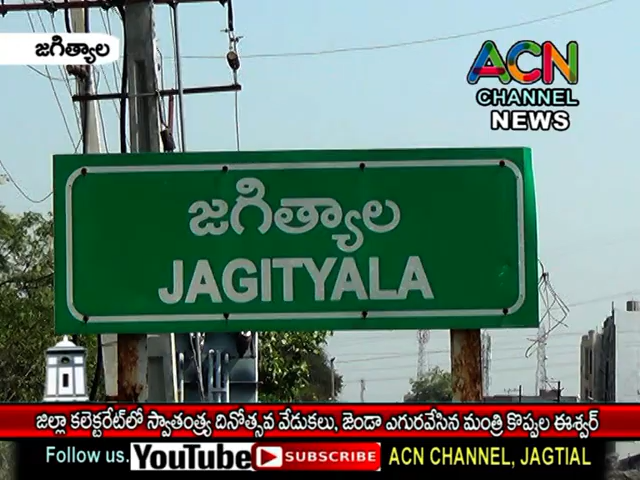 జగిత్యాల
ACN
CHANNEL
NEWS
జగిత్యాల
JAGITYALA
జిల్లా కలెక్టరేట్‌లో స్వాతంత్ర్య దినోత్సవ వేడుకలు, జెండా ఎగురవేసిన మంత్రి కొప్పుల ఈశ్వర్
Follow us. YouTube SUBSCRIBE ACN CHANNEL, JAGTIAL